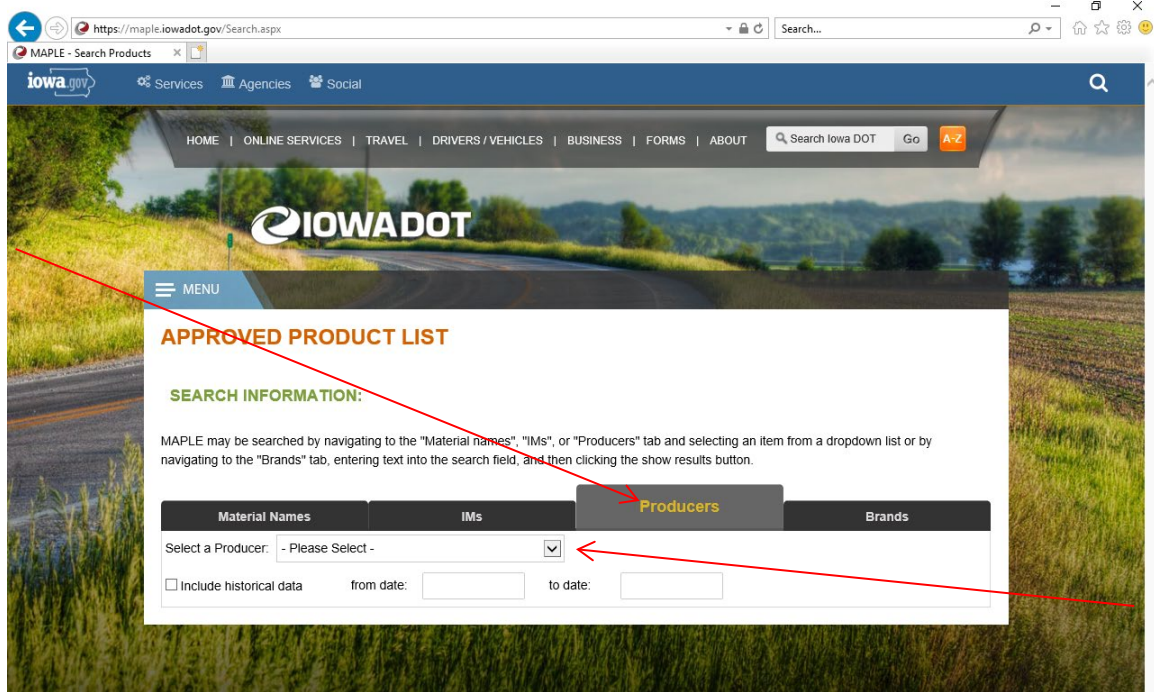 https://maple.iowadot.gov/Search.aspx
Search...
MAPLE - Search Products
iowa.gov
Services
Agencies
Social
HOME | ONLINE SERVICES | TRAVEL | DRIVERS / VEHICLES | BUSINESS | FORMS | ABOUT
Search Iowa DOT
Go
A-Z
IOWADOT
MENU
APPROVED PRODUCT LIST
SEARCH INFORMATION:
MAPLE may be searched by navigating to the "Material names", "IMs", or "Producers" tab and selecting an item from a dropdown list or by
navigating to the "Brands" tab, entering text into the search field, and then clicking the show results button.
Material Names
IMs
Producers
Brands
Select a Producer: - Please Select -
Include historical data from date: to date: